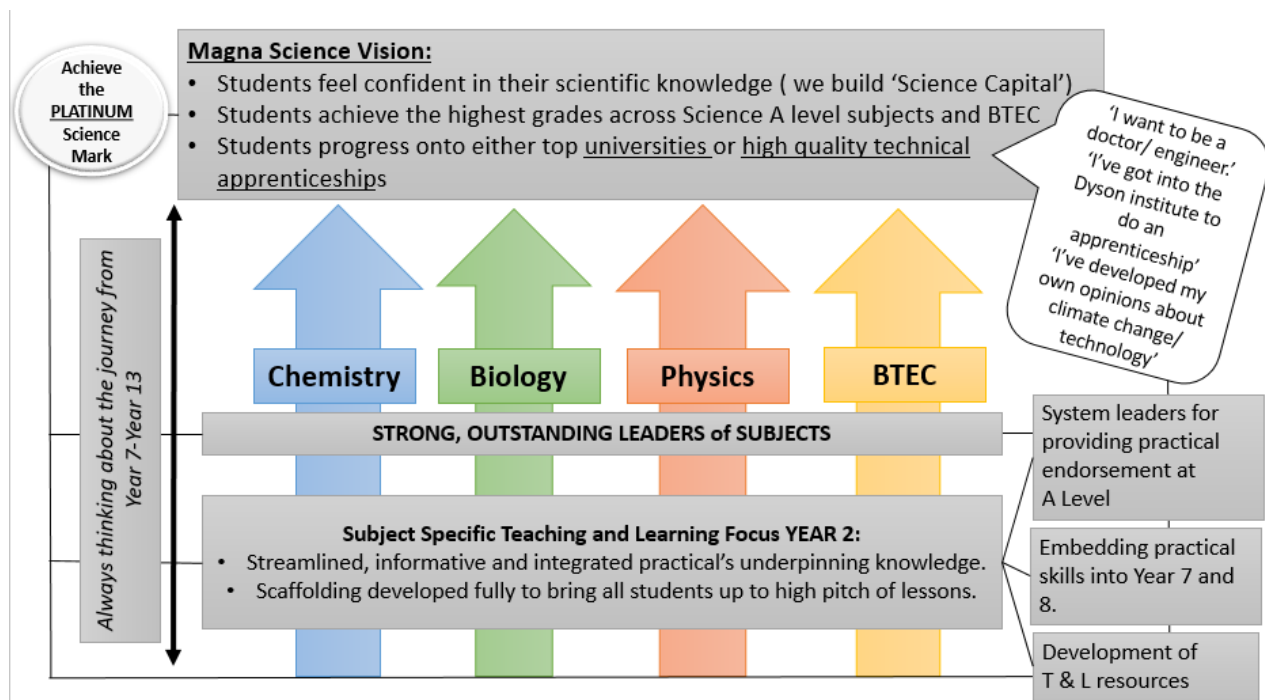 Achieve
the
PLATINUM
Science
Mark
Magna Science Vision:
• Students feel confident in their scientific knowledge ( we build ‘Science Capital’)
• Students achieve the highest grades across Science A level subjects and BTEC
• Students progress onto either top universities or high quality technical
apprenticeships
‘I want to be a
doctor/ engineer.’
‘I’ve got into the
Dyson institute to
do an
apprenticeship’
‘I’ve developed my
own opinions about
climate change/
technology’
Always thinking about the journey from
Year 7-Year 13
Chemistry
Biology
Physics
BTEC
STRONG, OUTSTANDING LEADERS of SUBJECTS
Subject Specific Teaching and Learning Focus YEAR 2:
• Streamlined, informative and integrated practical’s underpinning knowledge.
• Scaffolding developed fully to bring all students up to high pitch of lessons.
System leaders for
providing practical
endorsement at
A Level
Embedding practical
skills into Year 7 and
8.
Development of
T & L resources